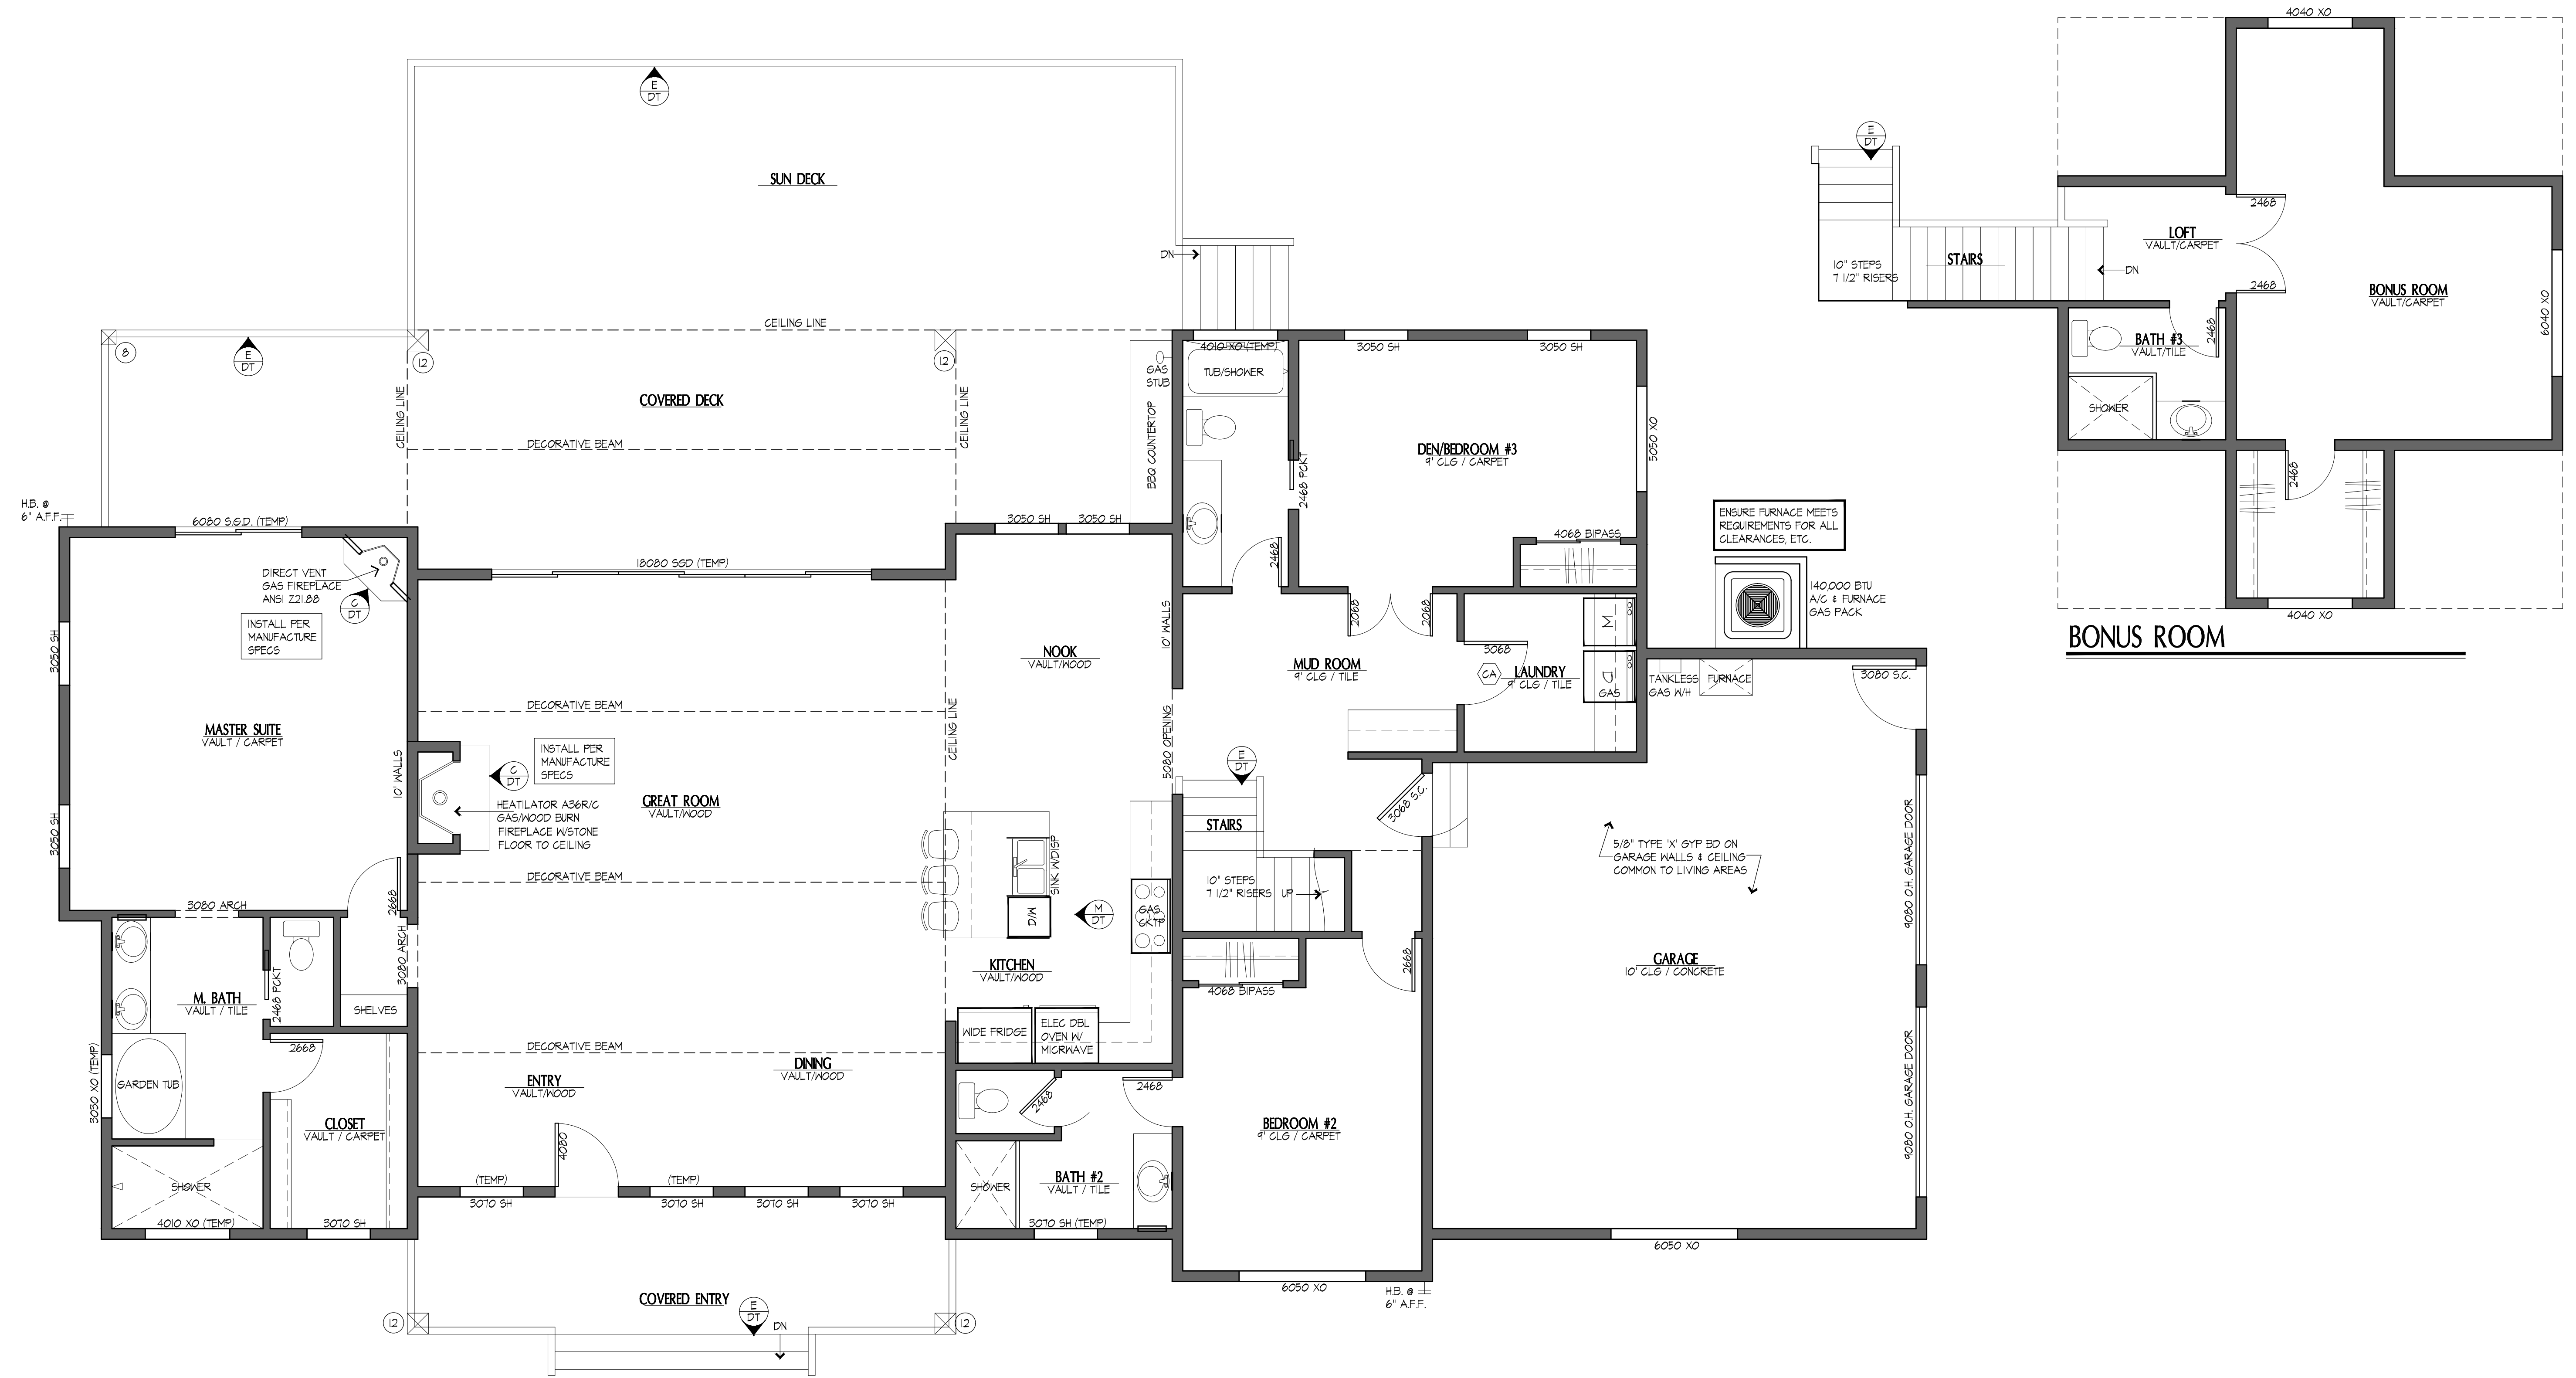 4040 XO
E
DT
SUN DECK
DN
E
DT
2468
LOFT
VAULT/CARPET
STAIRS
10" STEPS
7 1/2" RISERS
DN
2468
BONUS ROOM
VAULT/CARPET
6040 XO
BATH #3
VAULT/TILE
2468
SHOWER
2468
4040 XO
BONUS ROOM
CEILING LINE
8
E
DT
12
12
CEILING LINE
COVERED DECK
CEILING LINE
DECORATIVE BEAM
GAS
STUB
BBQ COUNTERTOP
4010 XO (TEMP)
TUB/SHOWER
3050 SH
3050 SH
DEN/BEDROOM #3
9' CLG / CARPET
5050 XO
2468 PCKT
2468
4068 BIPASS
H.B. @
6" A.F.F.
6080 S.G.D. (TEMP)
3050 SH
3050 SH
18080 SGD (TEMP)
DIRECT VENT
GAS FIREPLACE
ANSI Z21.88
C
DT
INSTALL PER
MANUFACTURE
SPECS
3050 SH
MASTER SUITE
VAULT / CARPET
3050 SH
10' WALLS
2668
10' WALLS
NOOK
VAULT/WOOD
2068
2068
MUD ROOM
9' CLG / TILE
3068
CA
LAUNDRY
9' CLG / TILE
W
D
GAS
ENSURE FURNACE MEETS
REQUIREMENTS FOR ALL
CLEARANCES, ETC.
140,000 BTU
A/C & FURNACE
GAS PACK
TANKLESS
GAS W/H
FURNACE
3080 S.C.
DECORATIVE BEAM
CEILING LINE
5080 OPENING
INSTALL PER
MANUFACTURE
SPECS
C
DT
HEATILATOR A36R/C
GAS/WOOD BURN
FIREPLACE W/STONE
FLOOR TO CEILING
GREAT ROOM
VAULT/WOOD
E
DT
3068 S.C.
STAIRS
10" STEPS
7 1/2" RISERS
UP
5/8" TYPE 'X' GYP BD ON
GARAGE WALLS & CEILING
COMMON TO LIVING AREAS
9080 O.H. GARAGE DOOR
DECORATIVE BEAM
SINK W/DISP
D/W
M
DT
GAS
CKTP
3080 ARCH
3080 ARCH
M. BATH
VAULT / TILE
2468 PCKT
SHELVES
KITCHEN
VAULT/WOOD
WIDE FRIDGE
ELEC DBL
OVEN W/
MICRWAVE
4068 BIPASS
2668
GARAGE
10' CLG / CONCRETE
9080 O.H. GARAGE DOOR
2668
3030 XO (TEMP)
GARDEN TUB
DECORATIVE BEAM
ENTRY
VAULT/WOOD
DINING
VAULT/WOOD
2468
2468
CLOSET
VAULT / CARPET
4080
BEDROOM #2
9' CLG / CARPET
SHOWER
4010 XO (TEMP)
3070 SH
(TEMP)
3070 SH
(TEMP)
3070 SH
3070 SH
3070 SH
SHOWER
BATH #2
VAULT / TILE
3070 SH (TEMP)
6050 XO
6050 XO
H.B. @
6" A.F.F.
COVERED ENTRY
E
DT
12
12
DN